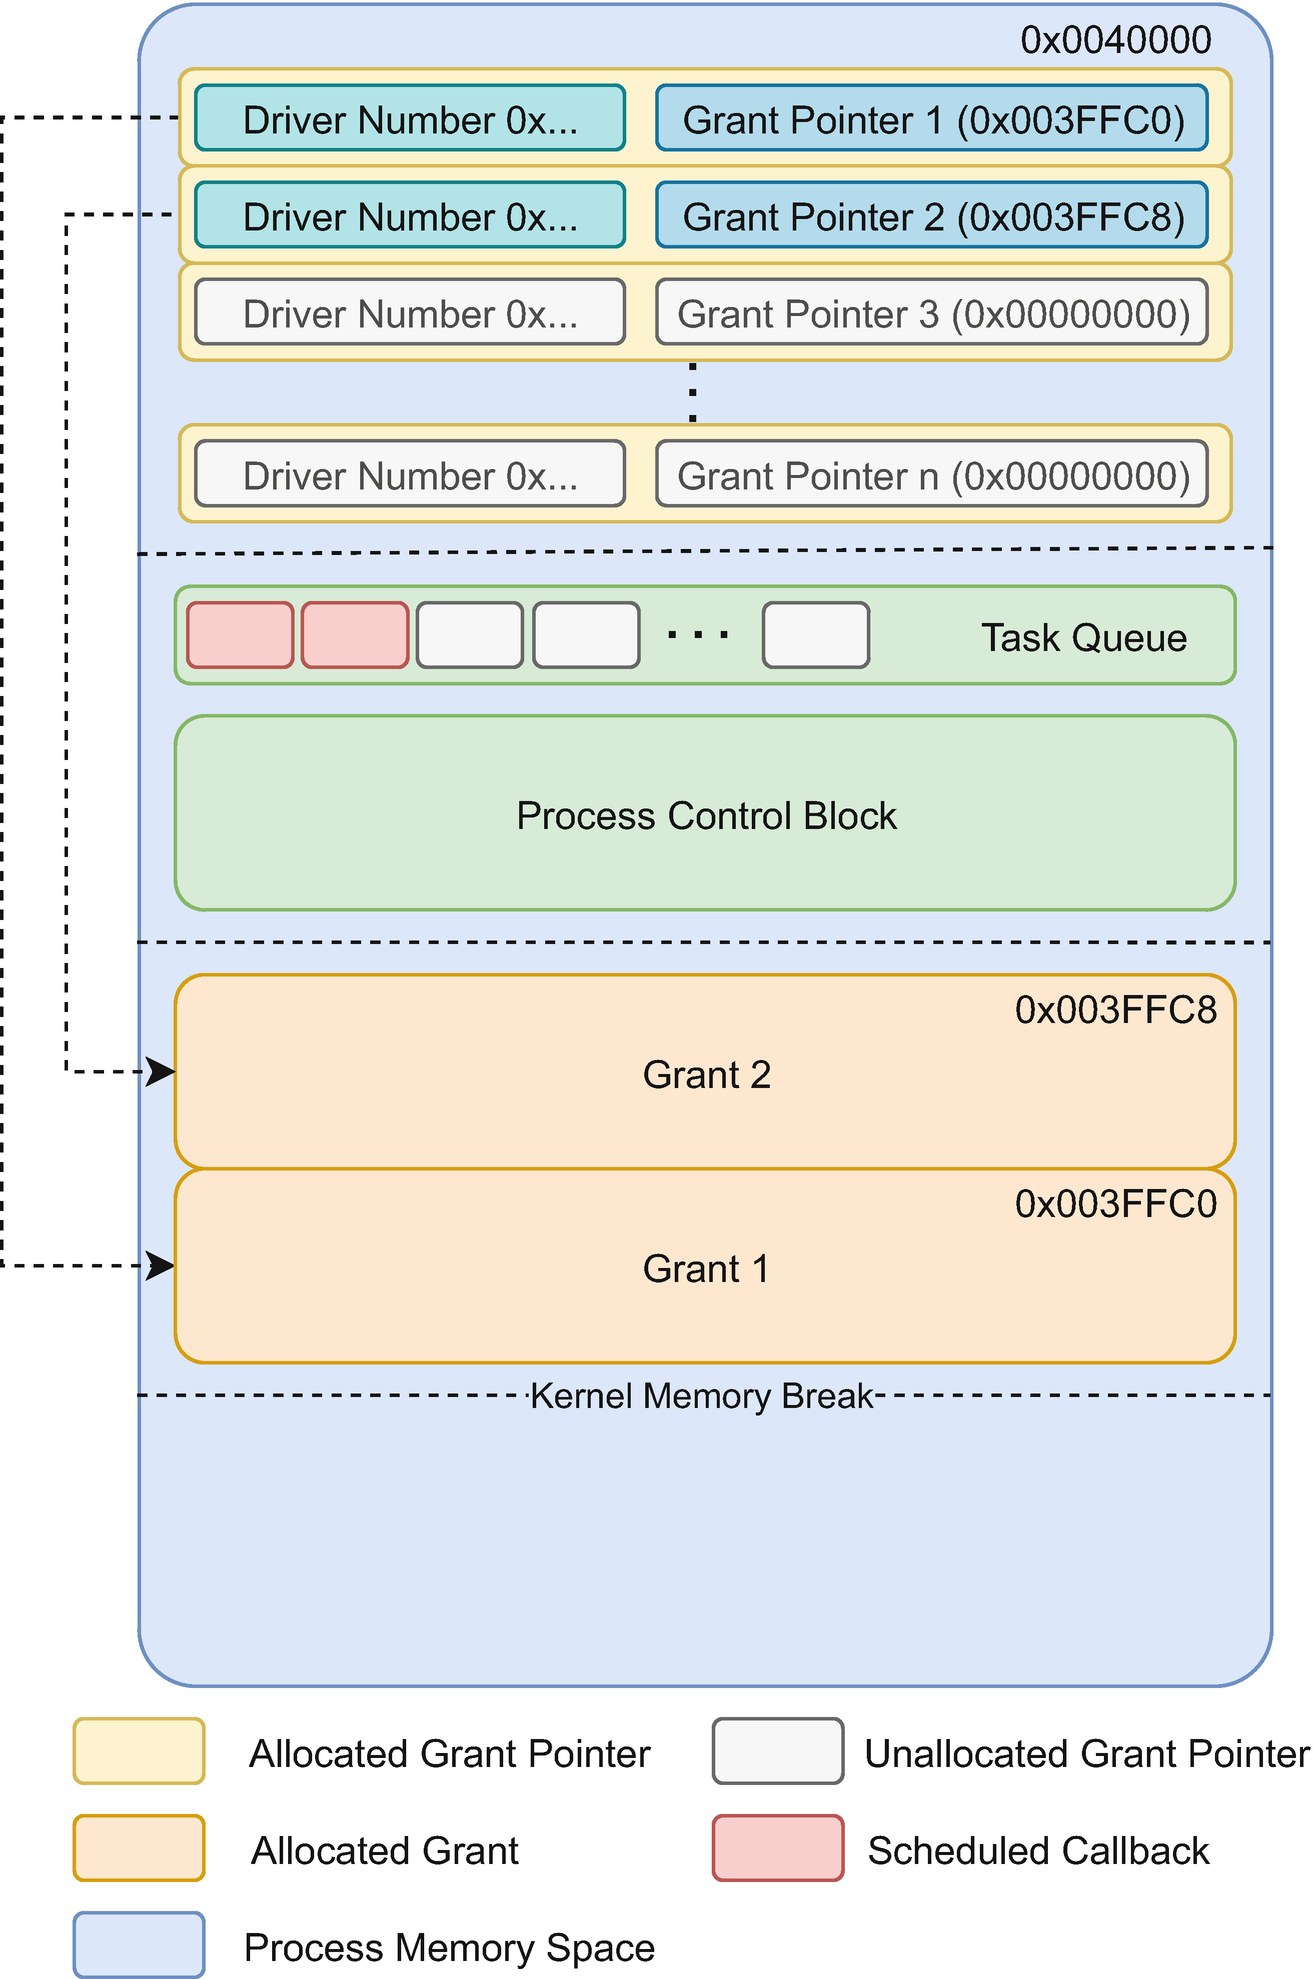 0x0040000
Driver Number 0x... Grant Pointer 1 (0x003FFC0)
Driver Number 0x... Grant Pointer 2 (0x003FFC8)
Driver Number 0x... Grant Pointer 3 (0x00000000)
Driver Number 0x... Grant Pointer n (0x00000000)
Task Queue
Process Control Block
0x003FFC8
Grant 2
0x003FFC0
Grant 1
Kernel Memory Break
Allocated Grant Pointer Unallocated Grant Pointer
Allocated Grant Scheduled Callback
Process Memory Space